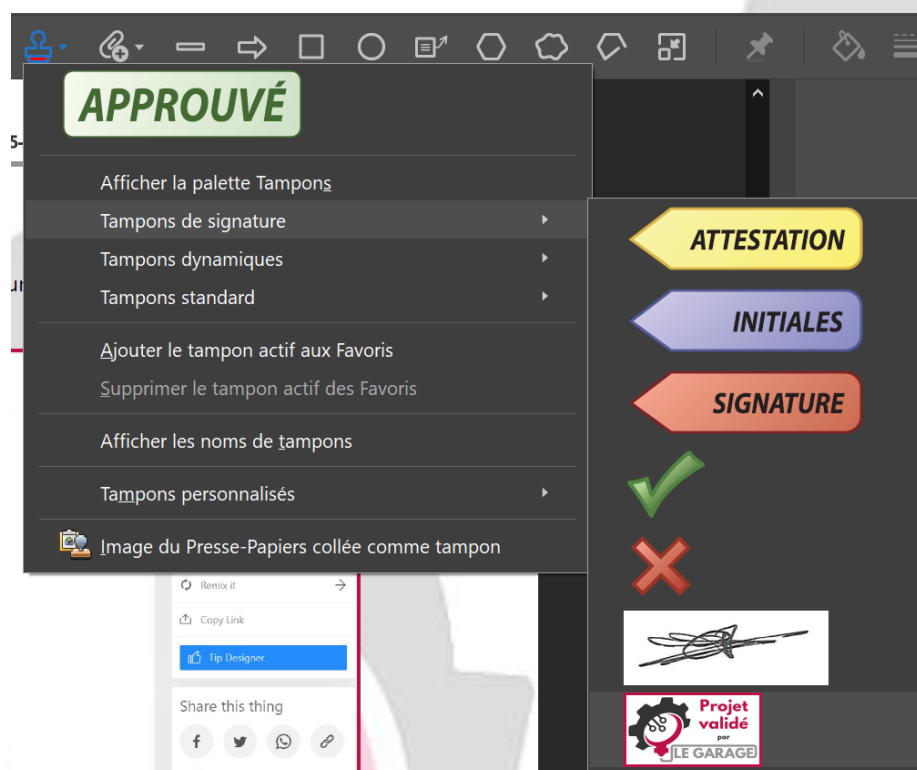 APPROUVÉ
5-
Afficher la palette Tampons
Tampons de signature
Tampons dynamiques
Tampons standard
Ajouter le tampon actif aux Favoris
Supprimer le tampon actif des Favoris
Afficher les noms de tampons
Tampons personnalisés
Image du Presse-Papiers collée comme tampon
ATTESTATION
INITIALES
SIGNATURE
Projet
validé
par
LE GARAGE
Remix it
Copy Link
Tip Designer
Share this thing